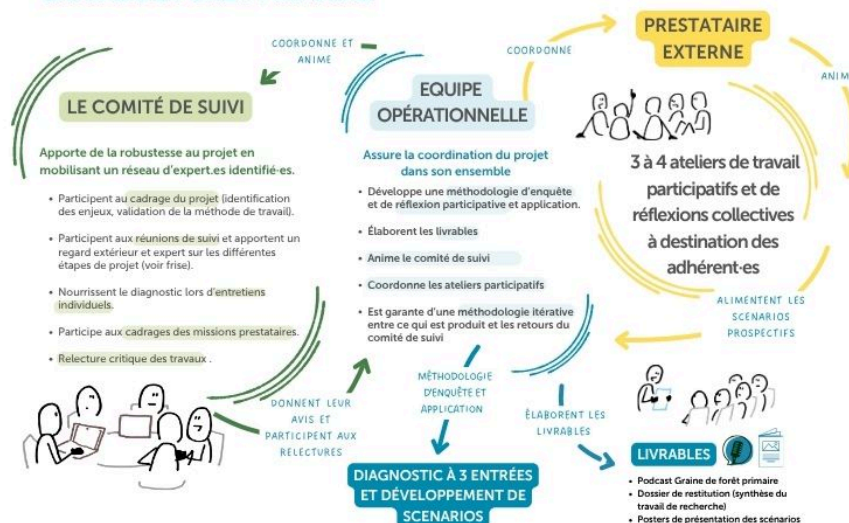 COORDONNE ET
ANIME
LE COMITÉ DE SUIVI
Apporte de la robustesse au projet en
mobilisant un réseau d'expert.es identifié·es.
• Participent au cadrage du projet (identification
des enjeux, validation de la méthode de travail).
• Participent aux réunions de suivi et apportent un
regard extérieur et expert sur les différentes
étapes de projet (voir frise).
• Nourrissent le diagnostic lors d'entretiens
individuels.
• Participe aux cadrages des missions prestataires.
• Relecture critique des travaux .
DONNENT LEUR
AVIS ET
PARTICIPENT AUX
RELECTURES
EQUIPE
OPÉRATIONNELLE
Assure la coordination du projet
dans son ensemble
• Développe une méthodologie d'enquête
et de réflexion participative et application.
• Élaborent les livrables
• Anime le comité de suivi
• Coordonne les ateliers participatifs
• Est garante d'une méthodologie itérative
entre ce qui est produit et les retours du
comité de suivi
MÉTHODOLOGIE
D'ENQUÊTE ET
APPLICATION
DIAGNOSTIC À 3 ENTRÉES
ET DÉVELOPPEMENT DE
SCENARIOS
COORDONNE
PRESTATAIRE
EXTERNE
ANIM
3 à 4 ateliers de travail
participatifs et de
réflexions collectives
à destination des
adhérent·es
ALIMENTENT LES
SCENARIOS
PROSPECTIFS
ÉLABORENT LES
LIVRABLES
LIVRABLES
• Podcast Graine de forêt primaire
• Dossier de restitution (synthèse du
travail de recherche)
• Posters de présentation des scénarios